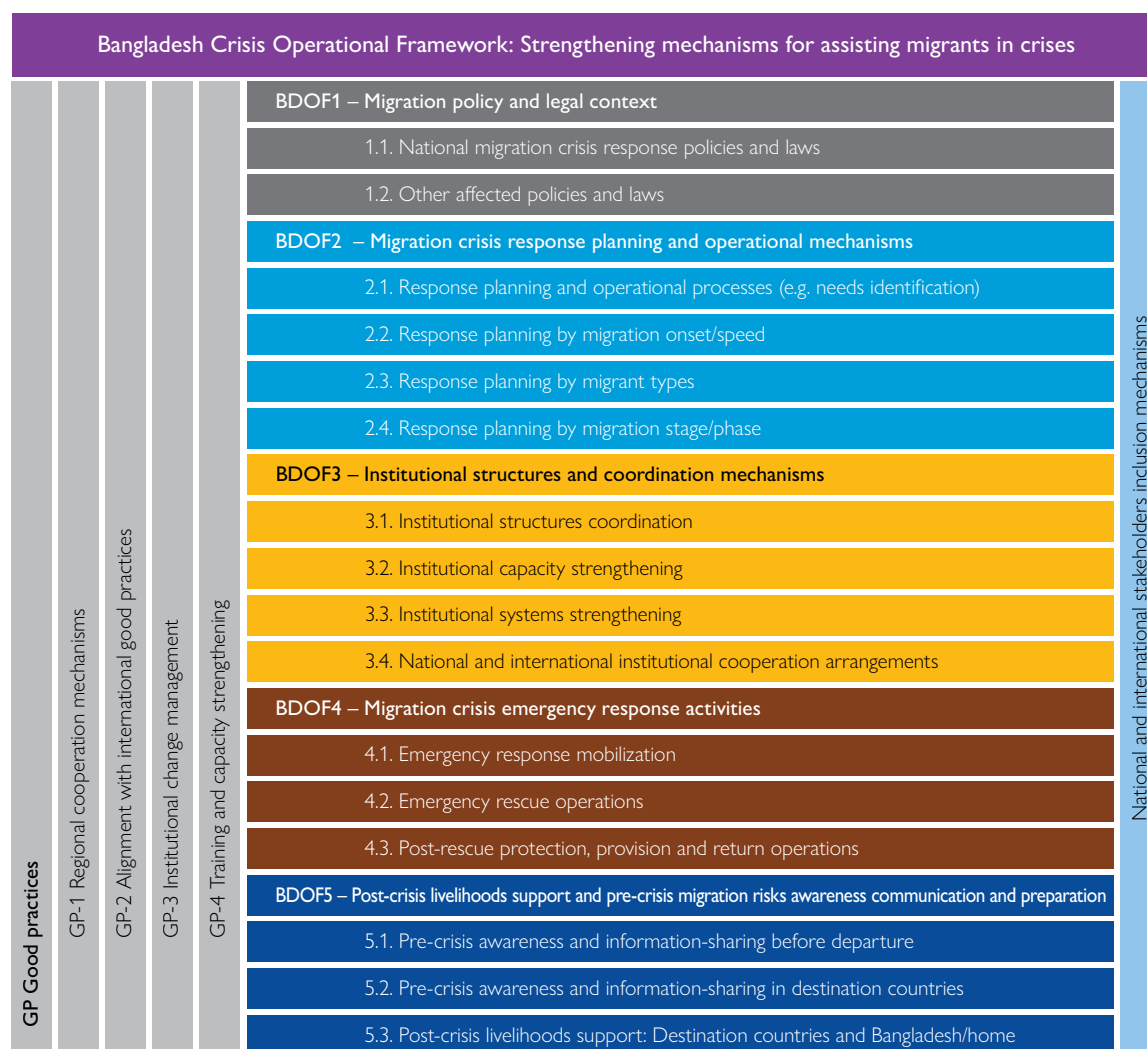 Bangladesh Crisis Operational Framework: Strengthening mechanisms for assisting migrants in crises
GP Good practices
GP-1 Regional cooperation mechanisms
GP-2 Alignment with international good practices
GP-3 Institutional change management
GP-4 Training and capacity strengthening
BDOF1 – Migration policy and legal context
1.1. National migration crisis response policies and laws
1.2. Other affected policies and laws
BDOF2 – Migration crisis response planning and operational mechanisms
2.1. Response planning and operational processes (e.g. needs identification)
2.2. Response planning by migration onset/speed
2.3. Response planning by migrant types
2.4. Response planning by migration stage/phase
BDOF3 – Institutional structures and coordination mechanisms
3.1. Institutional structures coordination
3.2. Institutional capacity strengthening
3.3. Institutional systems strengthening
3.4. National and international institutional cooperation arrangements
BDOF4 – Migration crisis emergency response activities
4.1. Emergency response mobilization
4.2. Emergency rescue operations
4.3. Post-rescue protection, provision and return operations
BDOF5 – Post-crisis livelihoods support and pre-crisis migration risks awareness communication and preparation
5.1. Pre-crisis awareness and information-sharing before departure
5.2. Pre-crisis awareness and information-sharing in destination countries
5.3. Post-crisis livelihoods support: Destination countries and Bangladesh/home
National and international stakeholders inclusion mechanisms